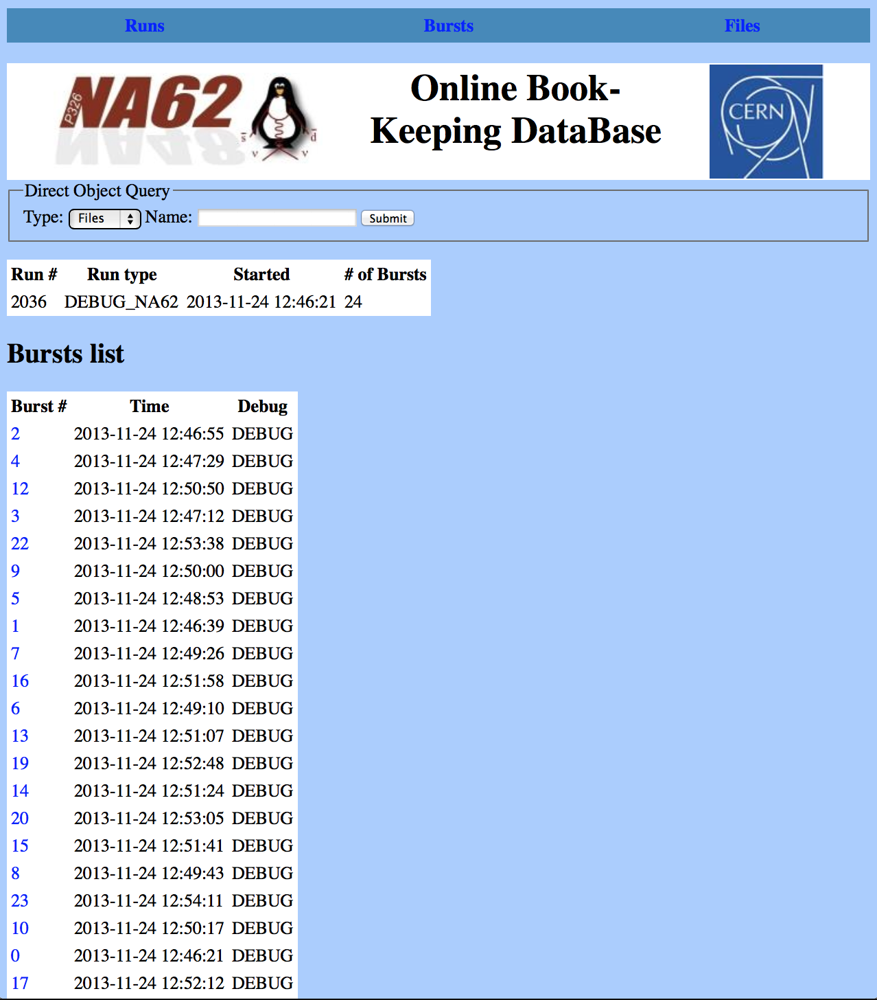 Runs Bursts Files
P326 NA62
s d
ν ν
Online Book-
Keeping DataBase
CERN
Direct Object Query
Type: Files Name: Submit
Run # Run type Started # of Bursts
2036 DEBUG_NA62 2013-11-24 12:46:21 24
Bursts list
Burst # Time Debug
2 2013-11-24 12:46:55 DEBUG
4 2013-11-24 12:47:29 DEBUG
12 2013-11-24 12:50:50 DEBUG
3 2013-11-24 12:47:12 DEBUG
22 2013-11-24 12:53:38 DEBUG
9 2013-11-24 12:50:00 DEBUG
5 2013-11-24 12:48:53 DEBUG
1 2013-11-24 12:46:39 DEBUG
7 2013-11-24 12:49:26 DEBUG
16 2013-11-24 12:51:58 DEBUG
6 2013-11-24 12:49:10 DEBUG
13 2013-11-24 12:51:07 DEBUG
19 2013-11-24 12:52:48 DEBUG
14 2013-11-24 12:51:24 DEBUG
20 2013-11-24 12:53:05 DEBUG
15 2013-11-24 12:51:41 DEBUG
8 2013-11-24 12:49:43 DEBUG
23 2013-11-24 12:54:11 DEBUG
10 2013-11-24 12:50:17 DEBUG
0 2013-11-24 12:46:21 DEBUG
17 2013-11-24 12:52:12 DEBUG